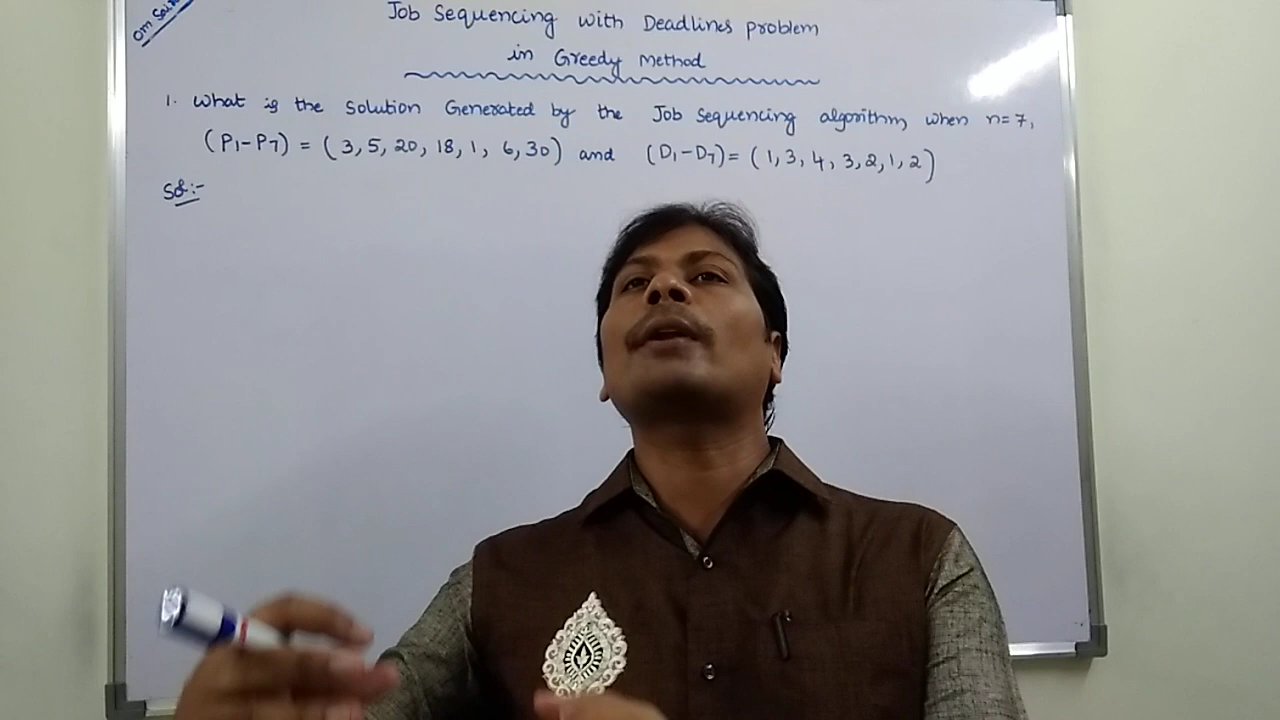 Om Sai
Job Sequencing with Deadlines problem
in Greedy Method
1. What is the Solution Generated by the Job Sequencing algorithm, when n=7,
(P1-P7) = (3, 5, 20, 18, 1, 6, 30) and (D1-D7) = (1, 3, 4, 3, 2, 1, 2)
Sol:-